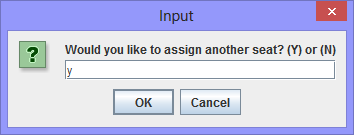 Input
Would you like to assign another seat? (Y) or (N)
y
OK
Cancel